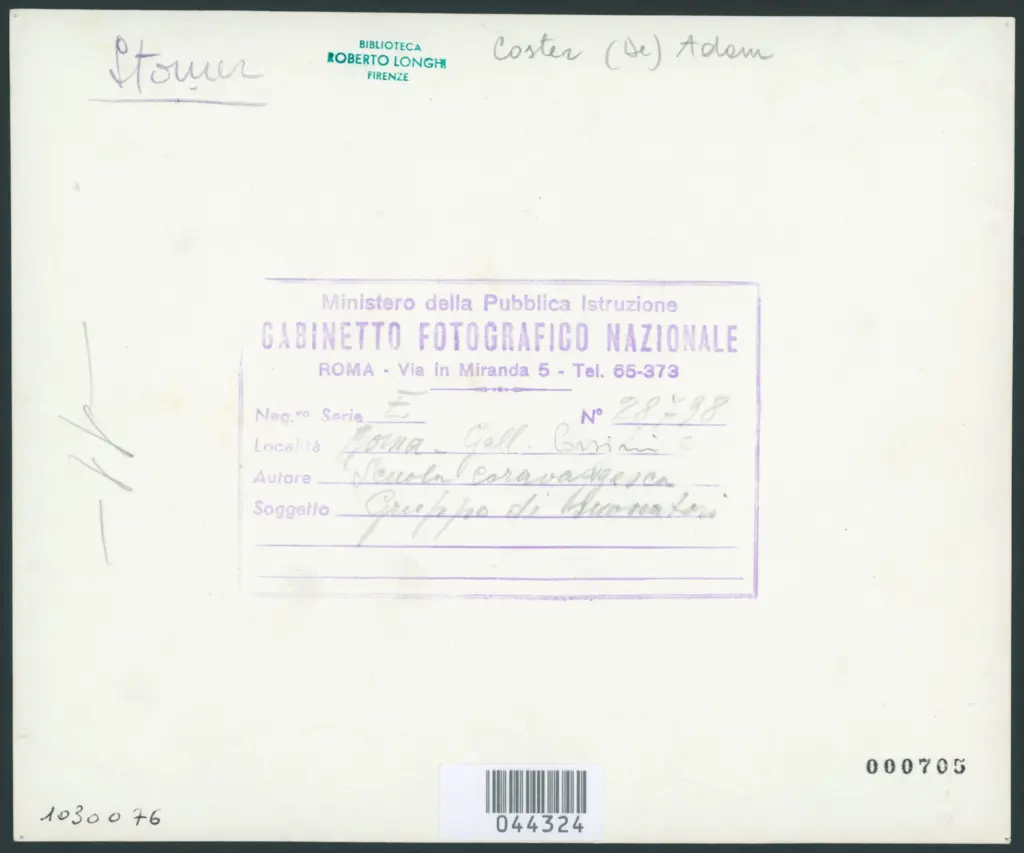 Stomer
BIBLIOTECA
ROBERTO LONGHI
FIRENZE
Coster (De) Adam
Ministero della Pubblica Istruzione
GABINETTO FOTOGRAFICO NAZIONALE
ROMA - Via in Miranda 5 - Tel. 65-373
Neg.vo Serie E N° 28798
Località Roma - Gall. Corsini
Autore Scuola caravaggesca
Soggetto Gruppo di suonatori
000705
044324
1030076